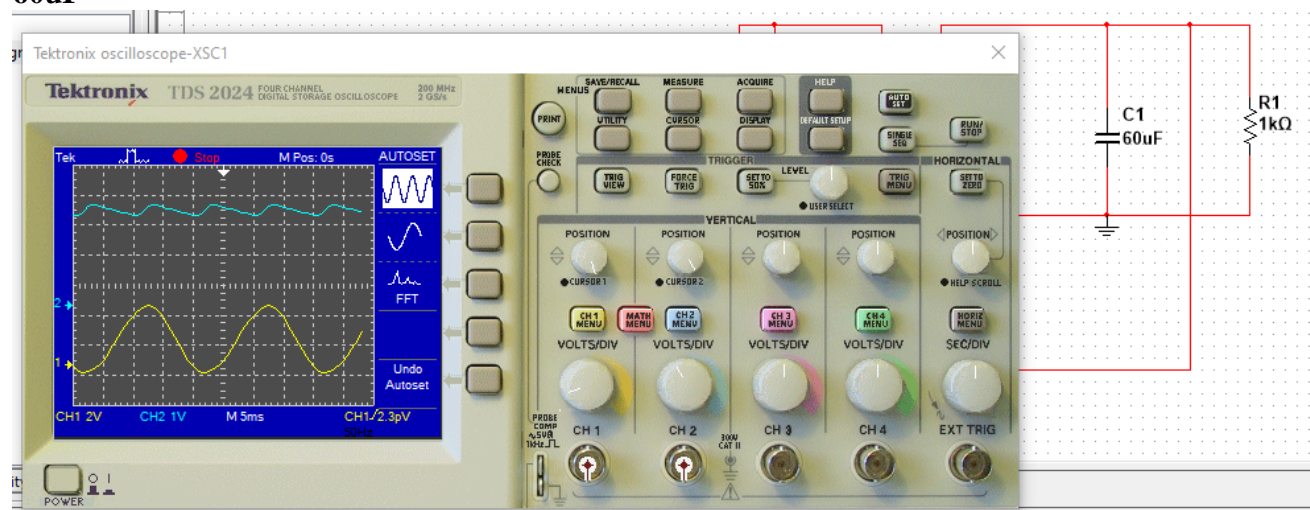 60uF
Tektronix oscilloscope-XSC1
Tektronix TDS 2024 FOUR CHANNEL DIGITAL STORAGE OSCILLOSCOPE 200 MHz 2 GS/s
Tek Stop M Pos: 0s AUTOSET
FFT
2
1
Undo
Autoset
CH1 2V CH2 1V M 5ms CH1 2.3pV
50Hz
POWER
PRINT
PROBE CHECK
MENUS
SAVE/RECALL MEASURE ACQUIRE HELP
UTILITY CURSOR DISPLAY DEFAULT SETUP
AUTO SET
SINGLE SEQ
RUN/STOP
TRIGGER HORIZONTAL
TRIG VIEW FORCE TRIG SET TO 50% LEVEL TRIG MENU SET TO ZERO
USER SELECT
VERTICAL
POSITION POSITION POSITION POSITION POSITION
CURSOR 1 CURSOR 2 HELP SCROLL
CH 1 MENU MATH MENU CH 2 MENU CH 3 MENU CH 4 MENU HORIZ MENU
VOLTS/DIV VOLTS/DIV VOLTS/DIV VOLTS/DIV SEC/DIV
PROBE COMP
~5V@
1kHz
CH 1 CH 2 CH 3 CH 4 EXT TRIG
300V
CAT II
C1
60uF
R1
1kΩ